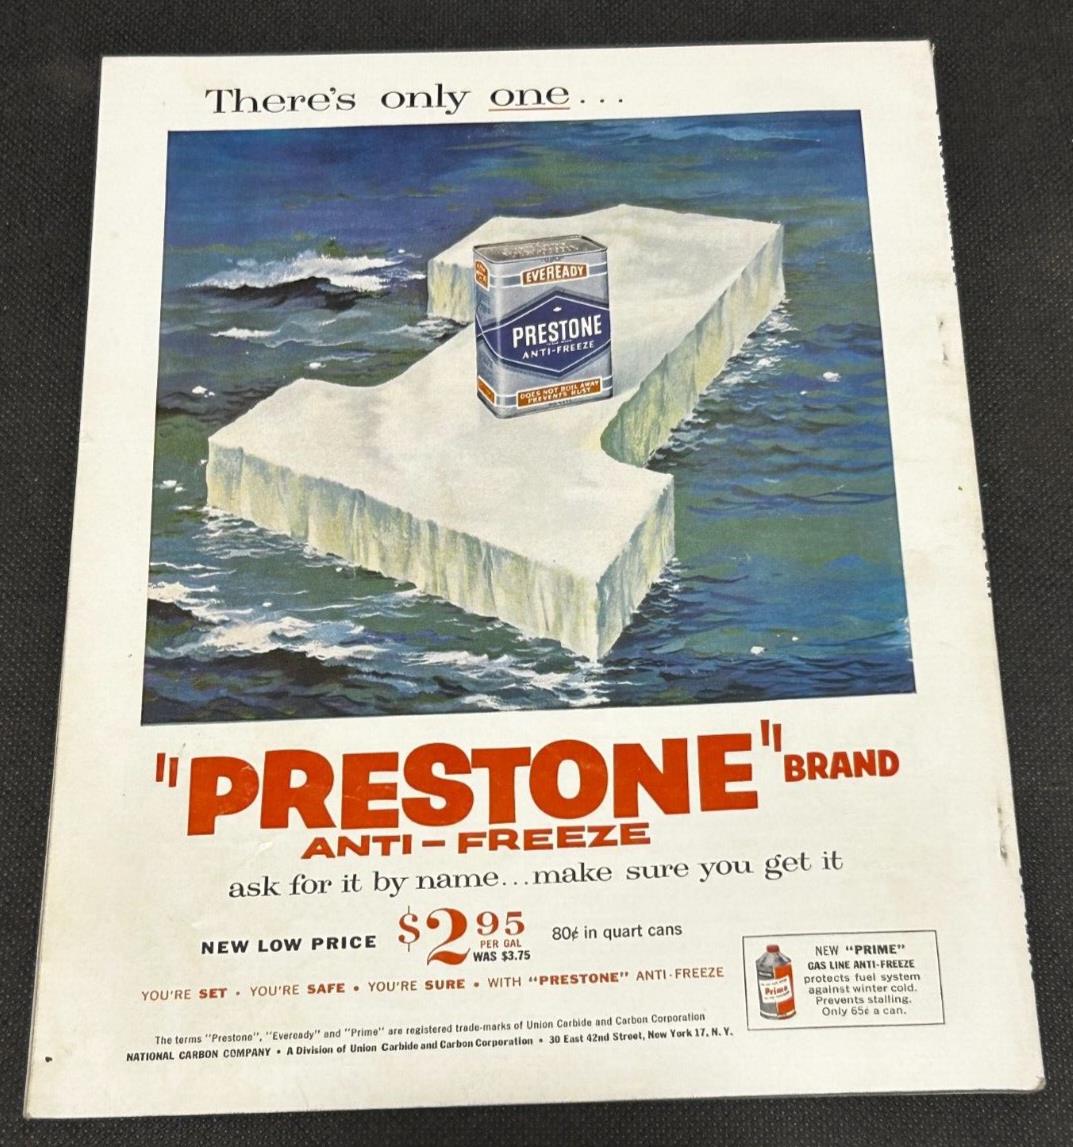 There's only one...
EVEREADY
PRESTONE
ANTI-FREEZE
DOES NOT BOIL AWAY
PREVENTS RUST
"PRESTONE" BRAND
ANTI-FREEZE
ask for it by name...make sure you get it
NEW LOW PRICE $2 95 PER GAL WAS $3.75 80¢ in quart cans
YOU'RE SET • YOU'RE SAFE • YOU'RE SURE • WITH "PRESTONE" ANTI-FREEZE
NEW "PRIME"
GAS LINE ANTI-FREEZE
protects fuel system
against winter cold.
Prevents stalling.
Only 65¢ a can.
Prime
The terms "Prestone", "Eveready" and "Prime" are registered trade-marks of Union Carbide and Carbon Corporation
NATIONAL CARBON COMPANY • A Division of Union Carbide and Carbon Corporation • 30 East 42nd Street, New York 17, N. Y.